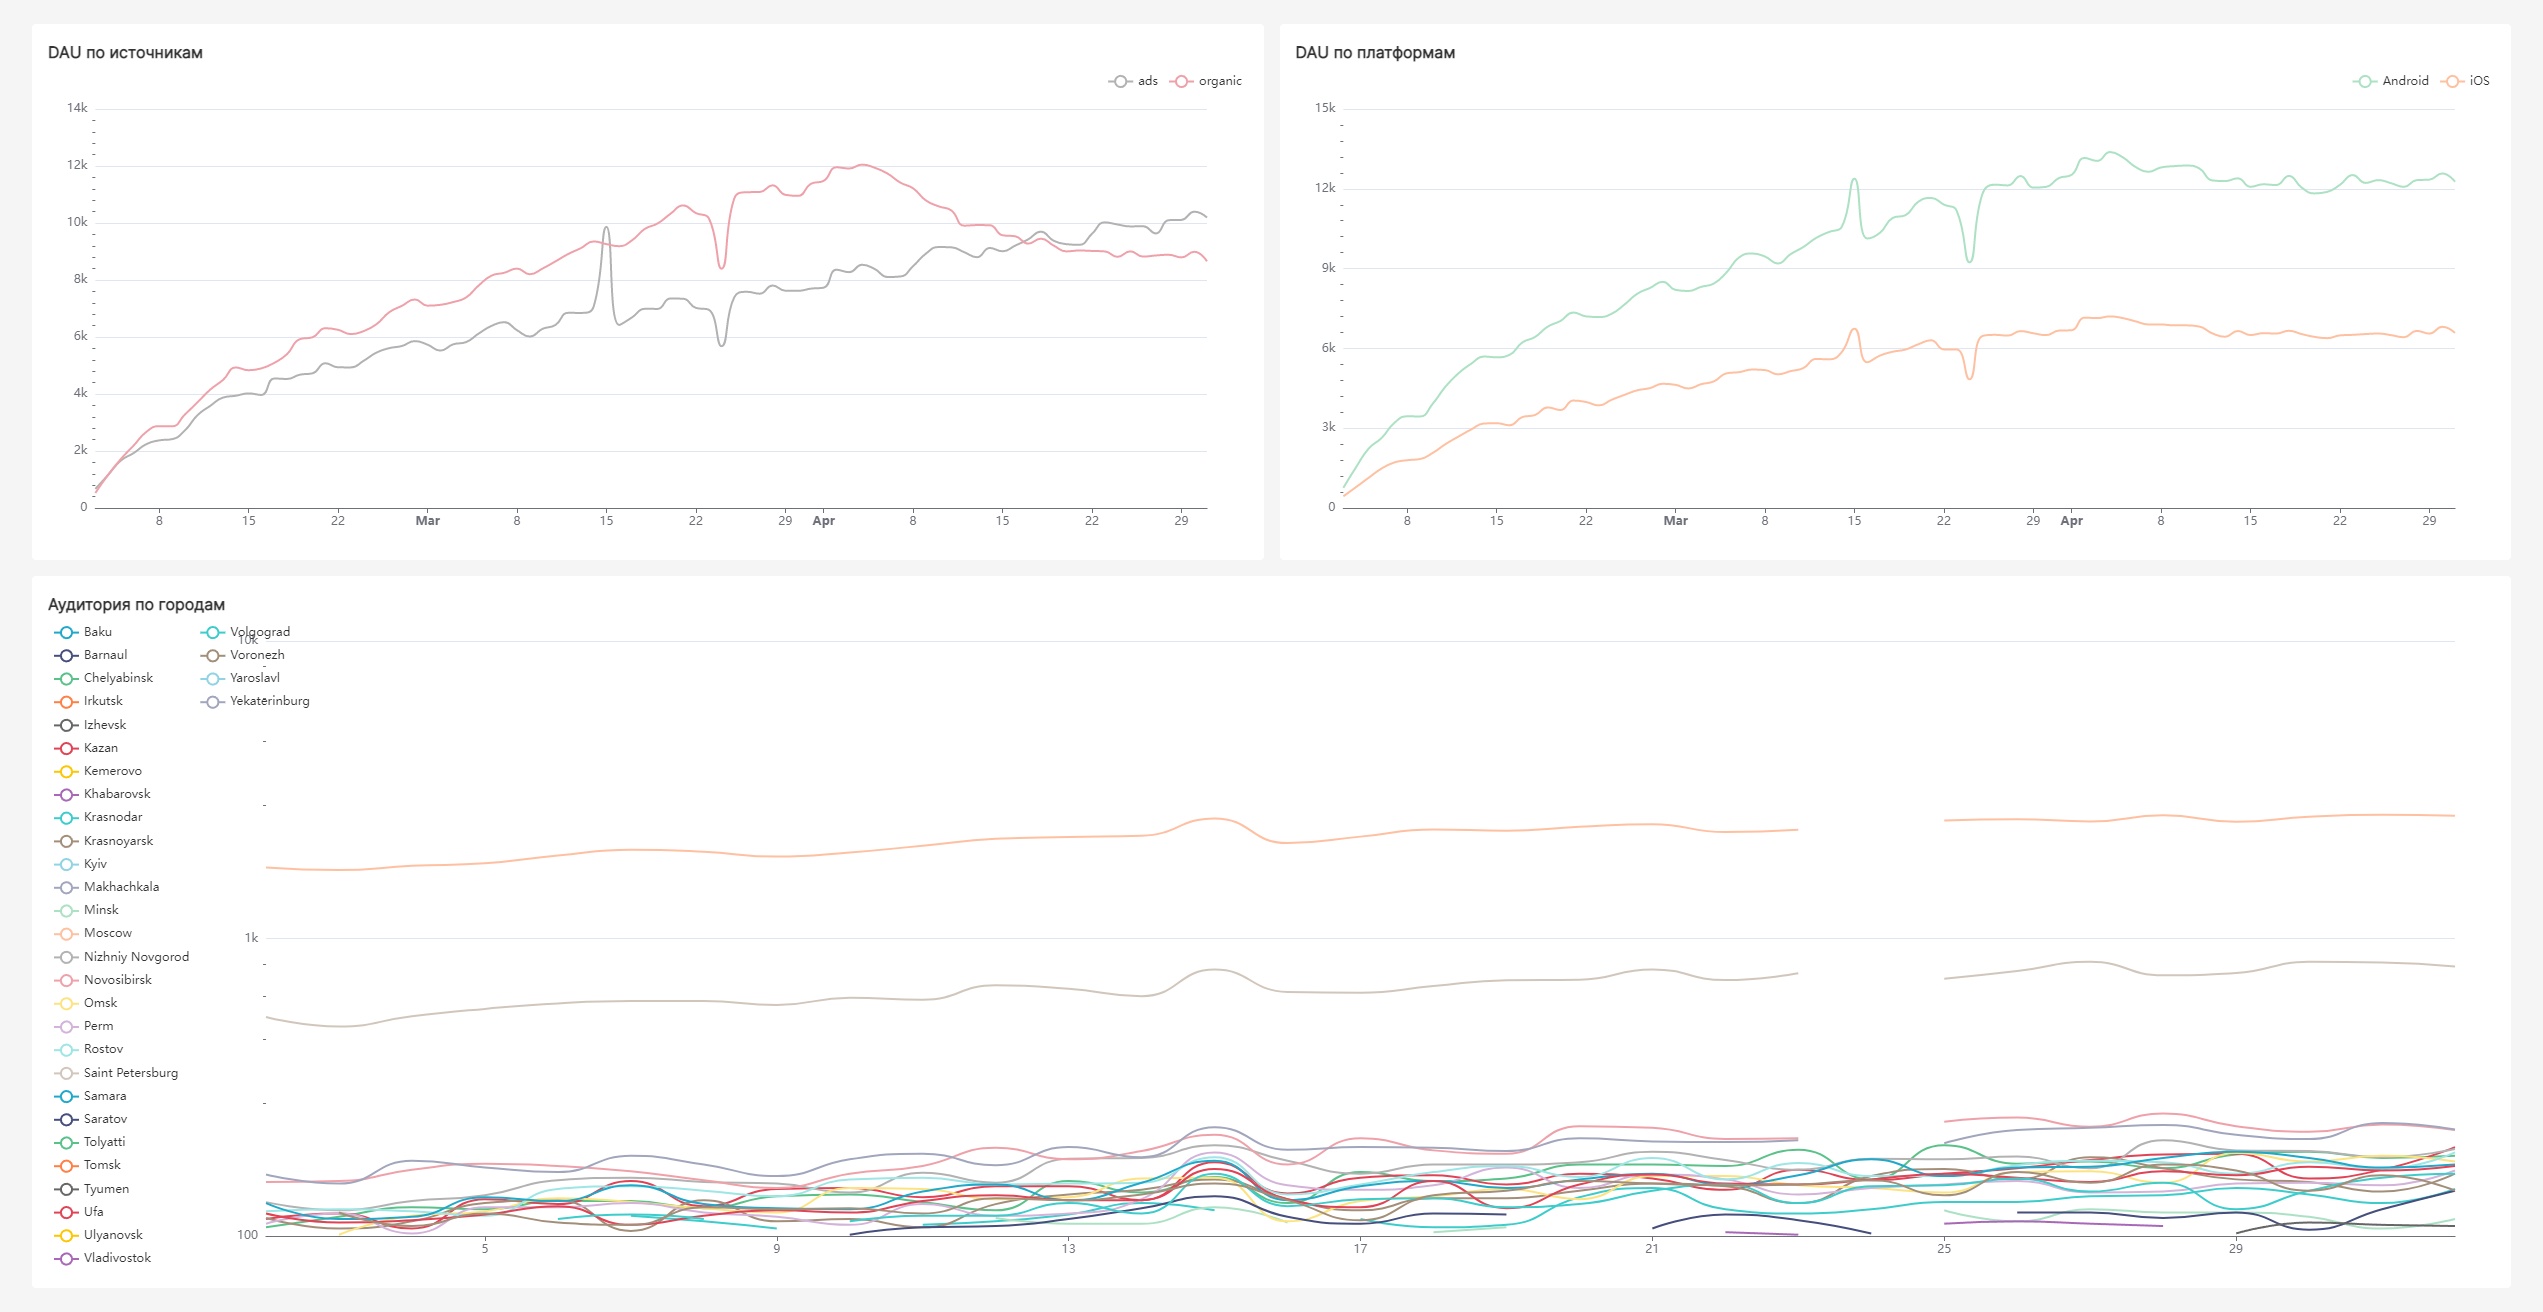 DAU по источникам
ads organic
14k
12k
10k
8k
6k
4k
2k
0
8 15 22 Mar 8 15 22 29 Apr 8 15 22 29
DAU по платформам
Android iOS
15k
12k
9k
6k
3k
0
8 15 22 Mar 8 15 22 29 Apr 8 15 22 29
Аудитория по городам
Baku
Barnaul
Chelyabinsk
Irkutsk
Izhevsk
Kazan
Kemerovo
Khabarovsk
Krasnodar
Krasnoyarsk
Kyiv
Makhachkala
Minsk
Moscow
Nizhniy Novgorod
Novosibirsk
Omsk
Perm
Rostov
Saint Petersburg
Samara
Saratov
Tolyatti
Tomsk
Tyumen
Ufa
Ulyanovsk
Vladivostok
Volgograd
Voronezh
Yaroslavl
Yekaterinburg
10k
1k
100
5 9 13 17 21 25 29